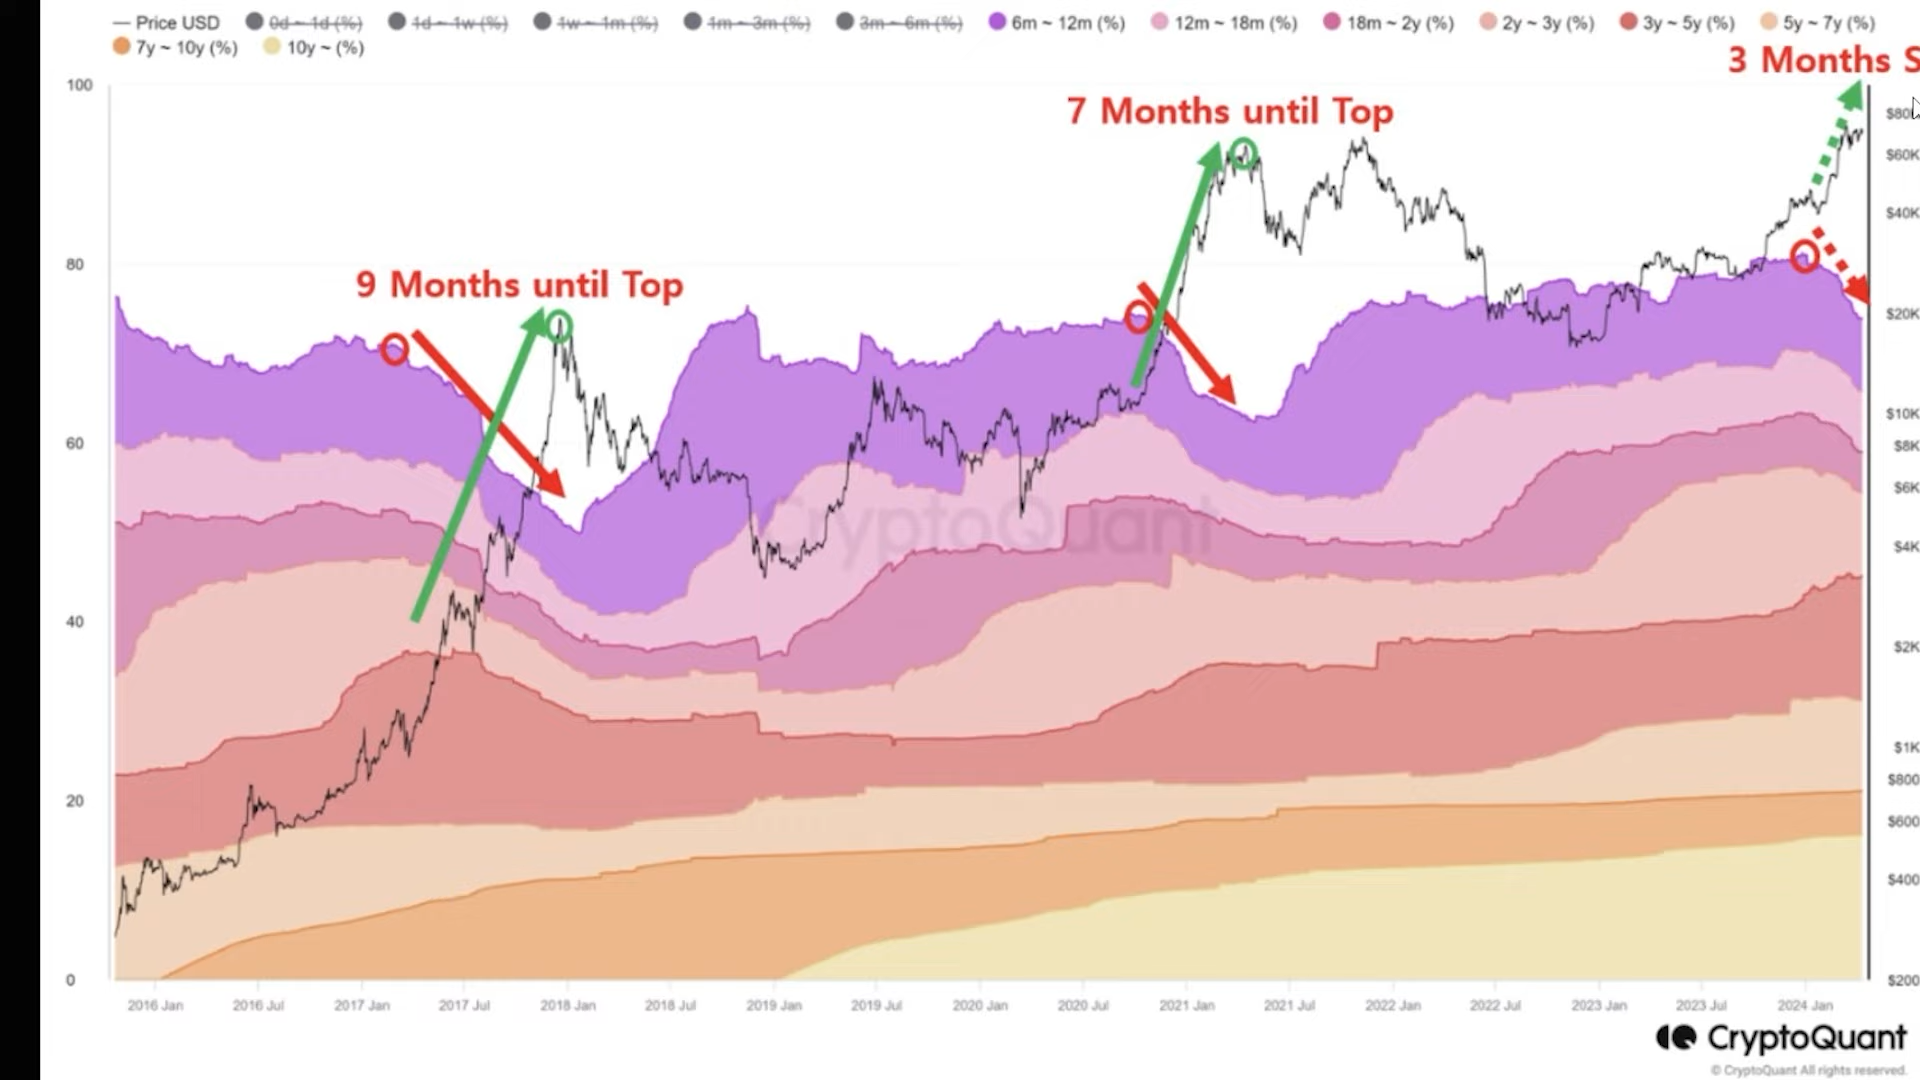 Price USD 0d ~ 1d (%) 1d ~ 1w (%) 1w ~ 1m (%) 1m ~ 3m (%) 3m ~ 6m (%) 6m ~ 12m (%) 12m ~ 18m (%) 18m ~ 2y (%) 2y ~ 3y (%) 3y ~ 5y (%) 5y ~ 7y (%)
7y ~ 10y (%) 10y ~ (%)
3 Months S
100
7 Months until Top
$80
$60K
$40K
80
9 Months until Top
$20K
$10K
60
$8K
$6K
CryptoQuant
$4K
40
$2K
$1K
$800
20
$600
$400
0
$200
2016 Jan 2016 Jul 2017 Jan 2017 Jul 2018 Jan 2018 Jul 2019 Jan 2019 Jul 2020 Jan 2020 Jul 2021 Jan 2021 Jul 2022 Jan 2022 Jul 2023 Jan 2023 Jul 2024 Jan
CryptoQuant
© CryptoQuant All rights reserved.